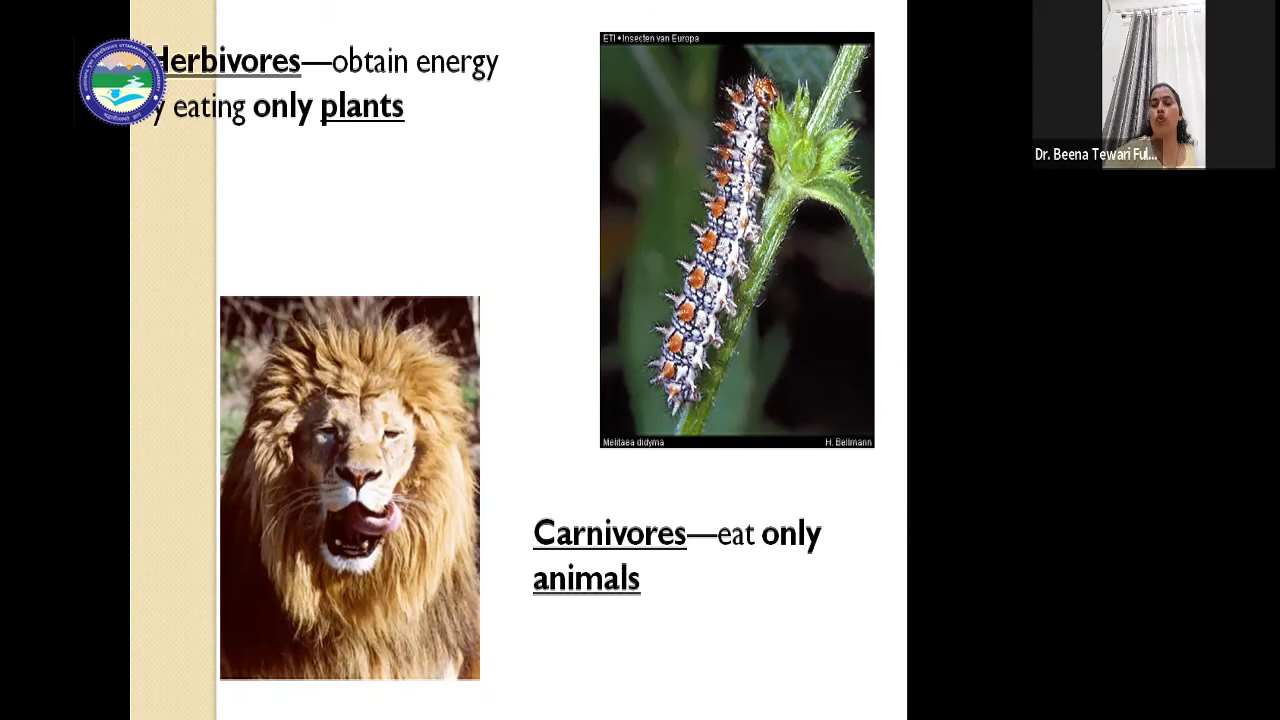 Herbivores—obtain energy
y eating only plants
ETI • Insecten van Europa
Melitaea didyma
H. Bellmann
Carnivores—eat only
animals
Dr. Beena Tewari Ful...